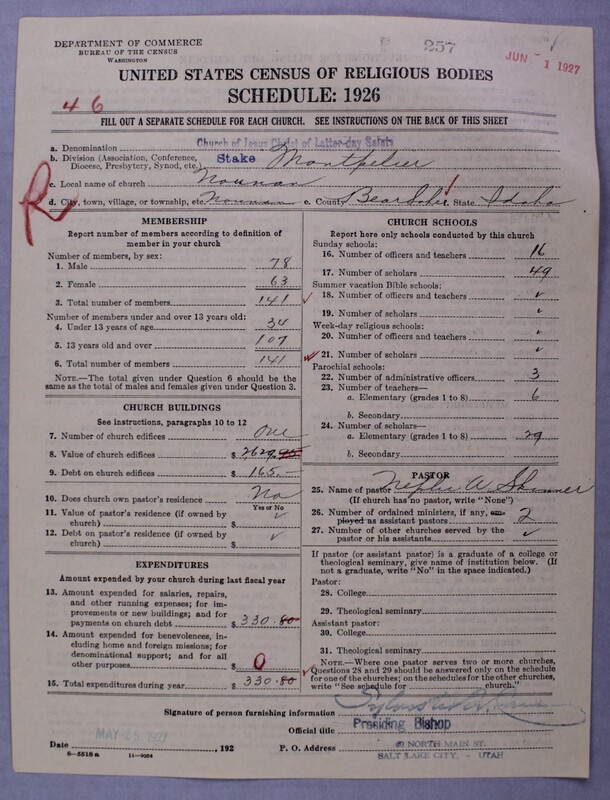 DEPARTMENT OF COMMERCE
BUREAU OF THE CENSUS
WASHINGTON
257
JUN 1 1927
UNITED STATES CENSUS OF RELIGIOUS BODIES
SCHEDULE: 1926
46
FILL OUT A SEPARATE SCHEDULE FOR EACH CHURCH. SEE INSTRUCTIONS ON THE BACK OF THIS SHEET
R
a. Denomination Church of Jesus Christ of Latter-day Saints
b. Division (Association, Conference, Diocese, Presbytery, Synod, etc.) Stake Montpelier
c. Local name of church Nounan
d. City, town, village, or township, etc. Nounan e. County Bear Lake State Idaho
MEMBERSHIP
Report number of members according to definition of
member in your church
Number of members, by sex:
1. Male 78
2. Female 63
3. Total number of members 141
Number of members under and over 13 years old:
4. Under 13 years of age 34
5. 13 years old and over 107
6. Total number of members 141
NOTE.—The total given under Question 6 should be
same as the total of males and females given under Question 3.
CHURCH BUILDINGS
See instructions, paragraphs 10 to 12
7. Number of church edifices One
8. Value of church edifices $2629.95
9. Debt on church edifices $165.—
10. Does church own pastor's residence No
Yes or No
11. Value of pastor's residence (if owned by
church) $ ✓
12. Debt on pastor's residence (if owned by
church) $ ✓
EXPENDITURES
Amount expended by your church during last fiscal year
13. Amount expended for salaries, repairs,
and other running expenses; for im-
provements or new buildings; and for
payments on church debt $330.80
14. Amount expended for benevolences, in-
cluding home and foreign missions; for
denominational support; and for all
other purposes $ 0
15. Total expenditures during year $330.80
CHURCH SCHOOLS
Report here only schools conducted by this church
Sunday schools:
16. Number of officers and teachers 16
17. Number of scholars 49
Summer vacation Bible schools:
18. Number of officers and teachers ✓
19. Number of scholars ✓
Week-day religious schools:
20. Number of officers and teachers ✓
21. Number of scholars ✓
Parochial schools:
22. Number of administrative officers 3
23. Number of teachers—
a. Elementary (grades 1 to 8) 6
b. Secondary
24. Number of scholars—
a. Elementary (grades 1 to 8) 29
b. Secondary
PASTOR
25. Name of pastor Nephi A
(If church has no pastor, write "None")
26. Number of ordained ministers, if any, em-
ployed as assistant pastors 2
27. Number of other churches served by the
pastor or his assistants ✓
If pastor (or assistant pastor) is a graduate of a college or
theological seminary, give name of institution below. (If
not a graduate, write "No" in the space indicated.)
Pastor:
28. College
29. Theological seminary
Assistant pastor:
30. College
31. Theological seminary
NOTE.—Where one pastor serves two or more churches,
Questions 28 and 29 should be answered only on the schedule
for one of the churches; on the schedules for the other churches,
write "See schedule for church."
Signature of person furnishing information
Official title Presiding Bishop
Date MAY 25 1927, 192 P. O. Address 40 NORTH MAIN ST.
SALT LAKE CITY, - UTAH
6—5518a 11—9064